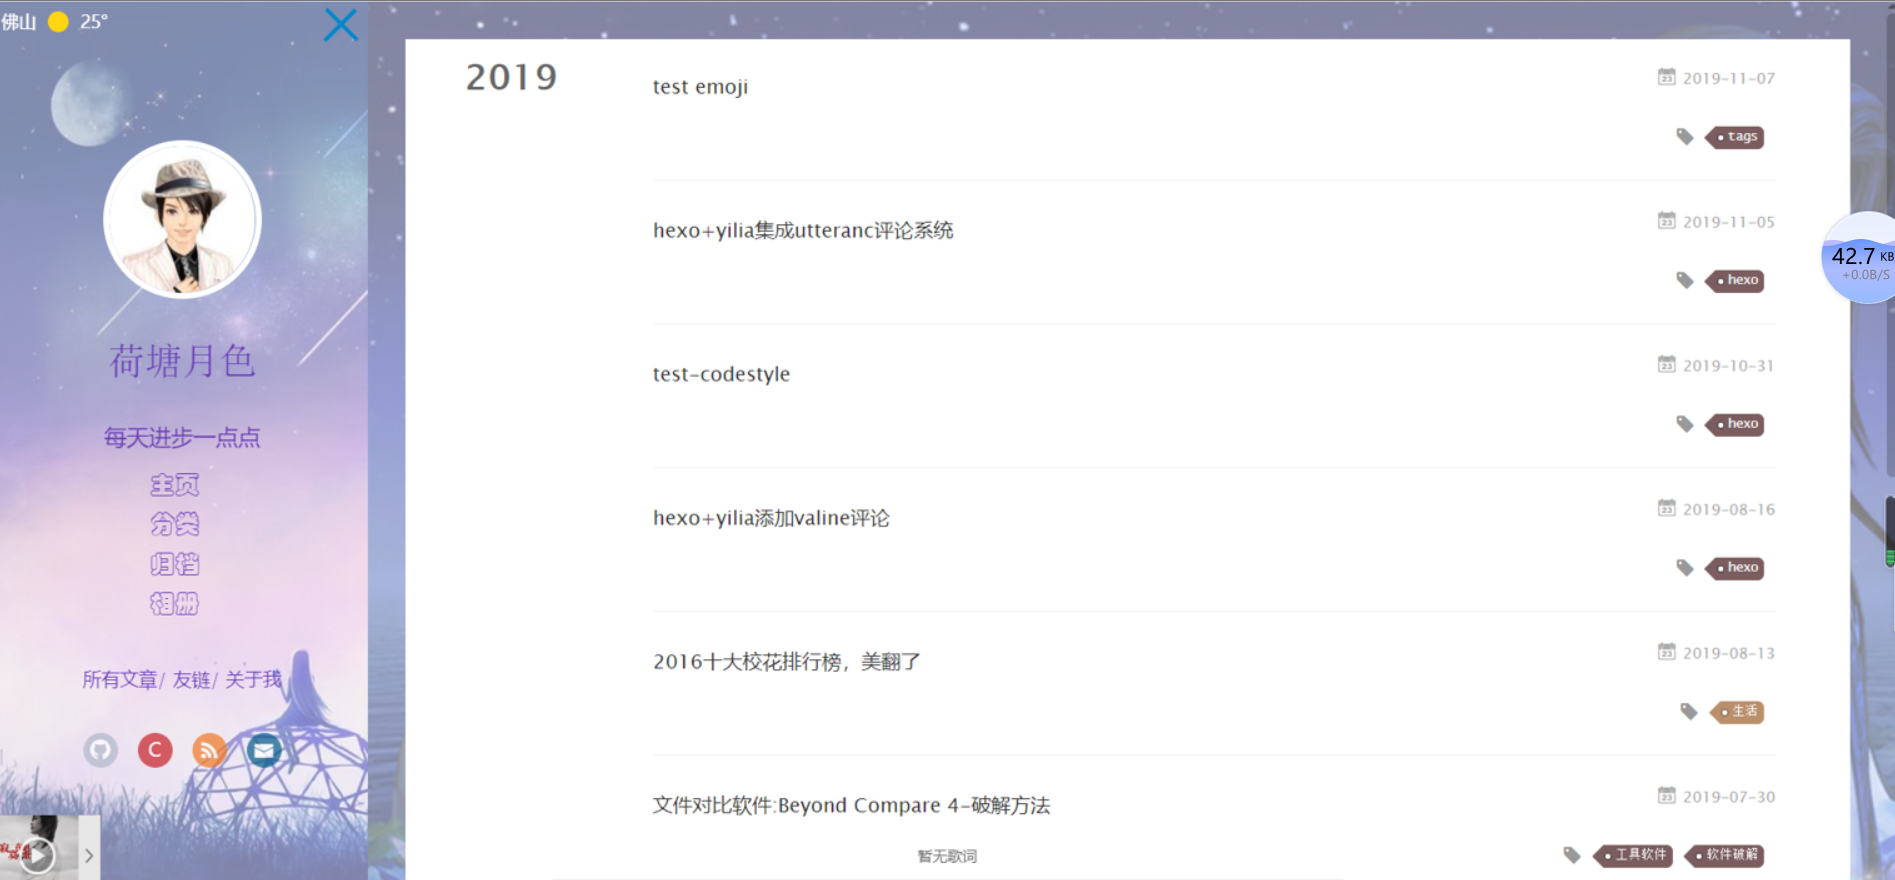 佛山 25°
荷塘月色
每天进步一点点
主页
分类
归档
相册
所有文章/ 友链/ 关于我
C
2019
test emoji
2019-11-07
tags
hexo+yilia集成utteranc评论系统
2019-11-05
hexo
test-codestyle
2019-10-31
hexo
hexo+yilia添加valine评论
2019-08-16
hexo
2016十大校花排行榜，美翻了
2019-08-13
生活
文件对比软件:Beyond Compare 4-破解方法
2019-07-30
工具软件 软件破解
暂无歌词
42.7 KB
+0.0B/S